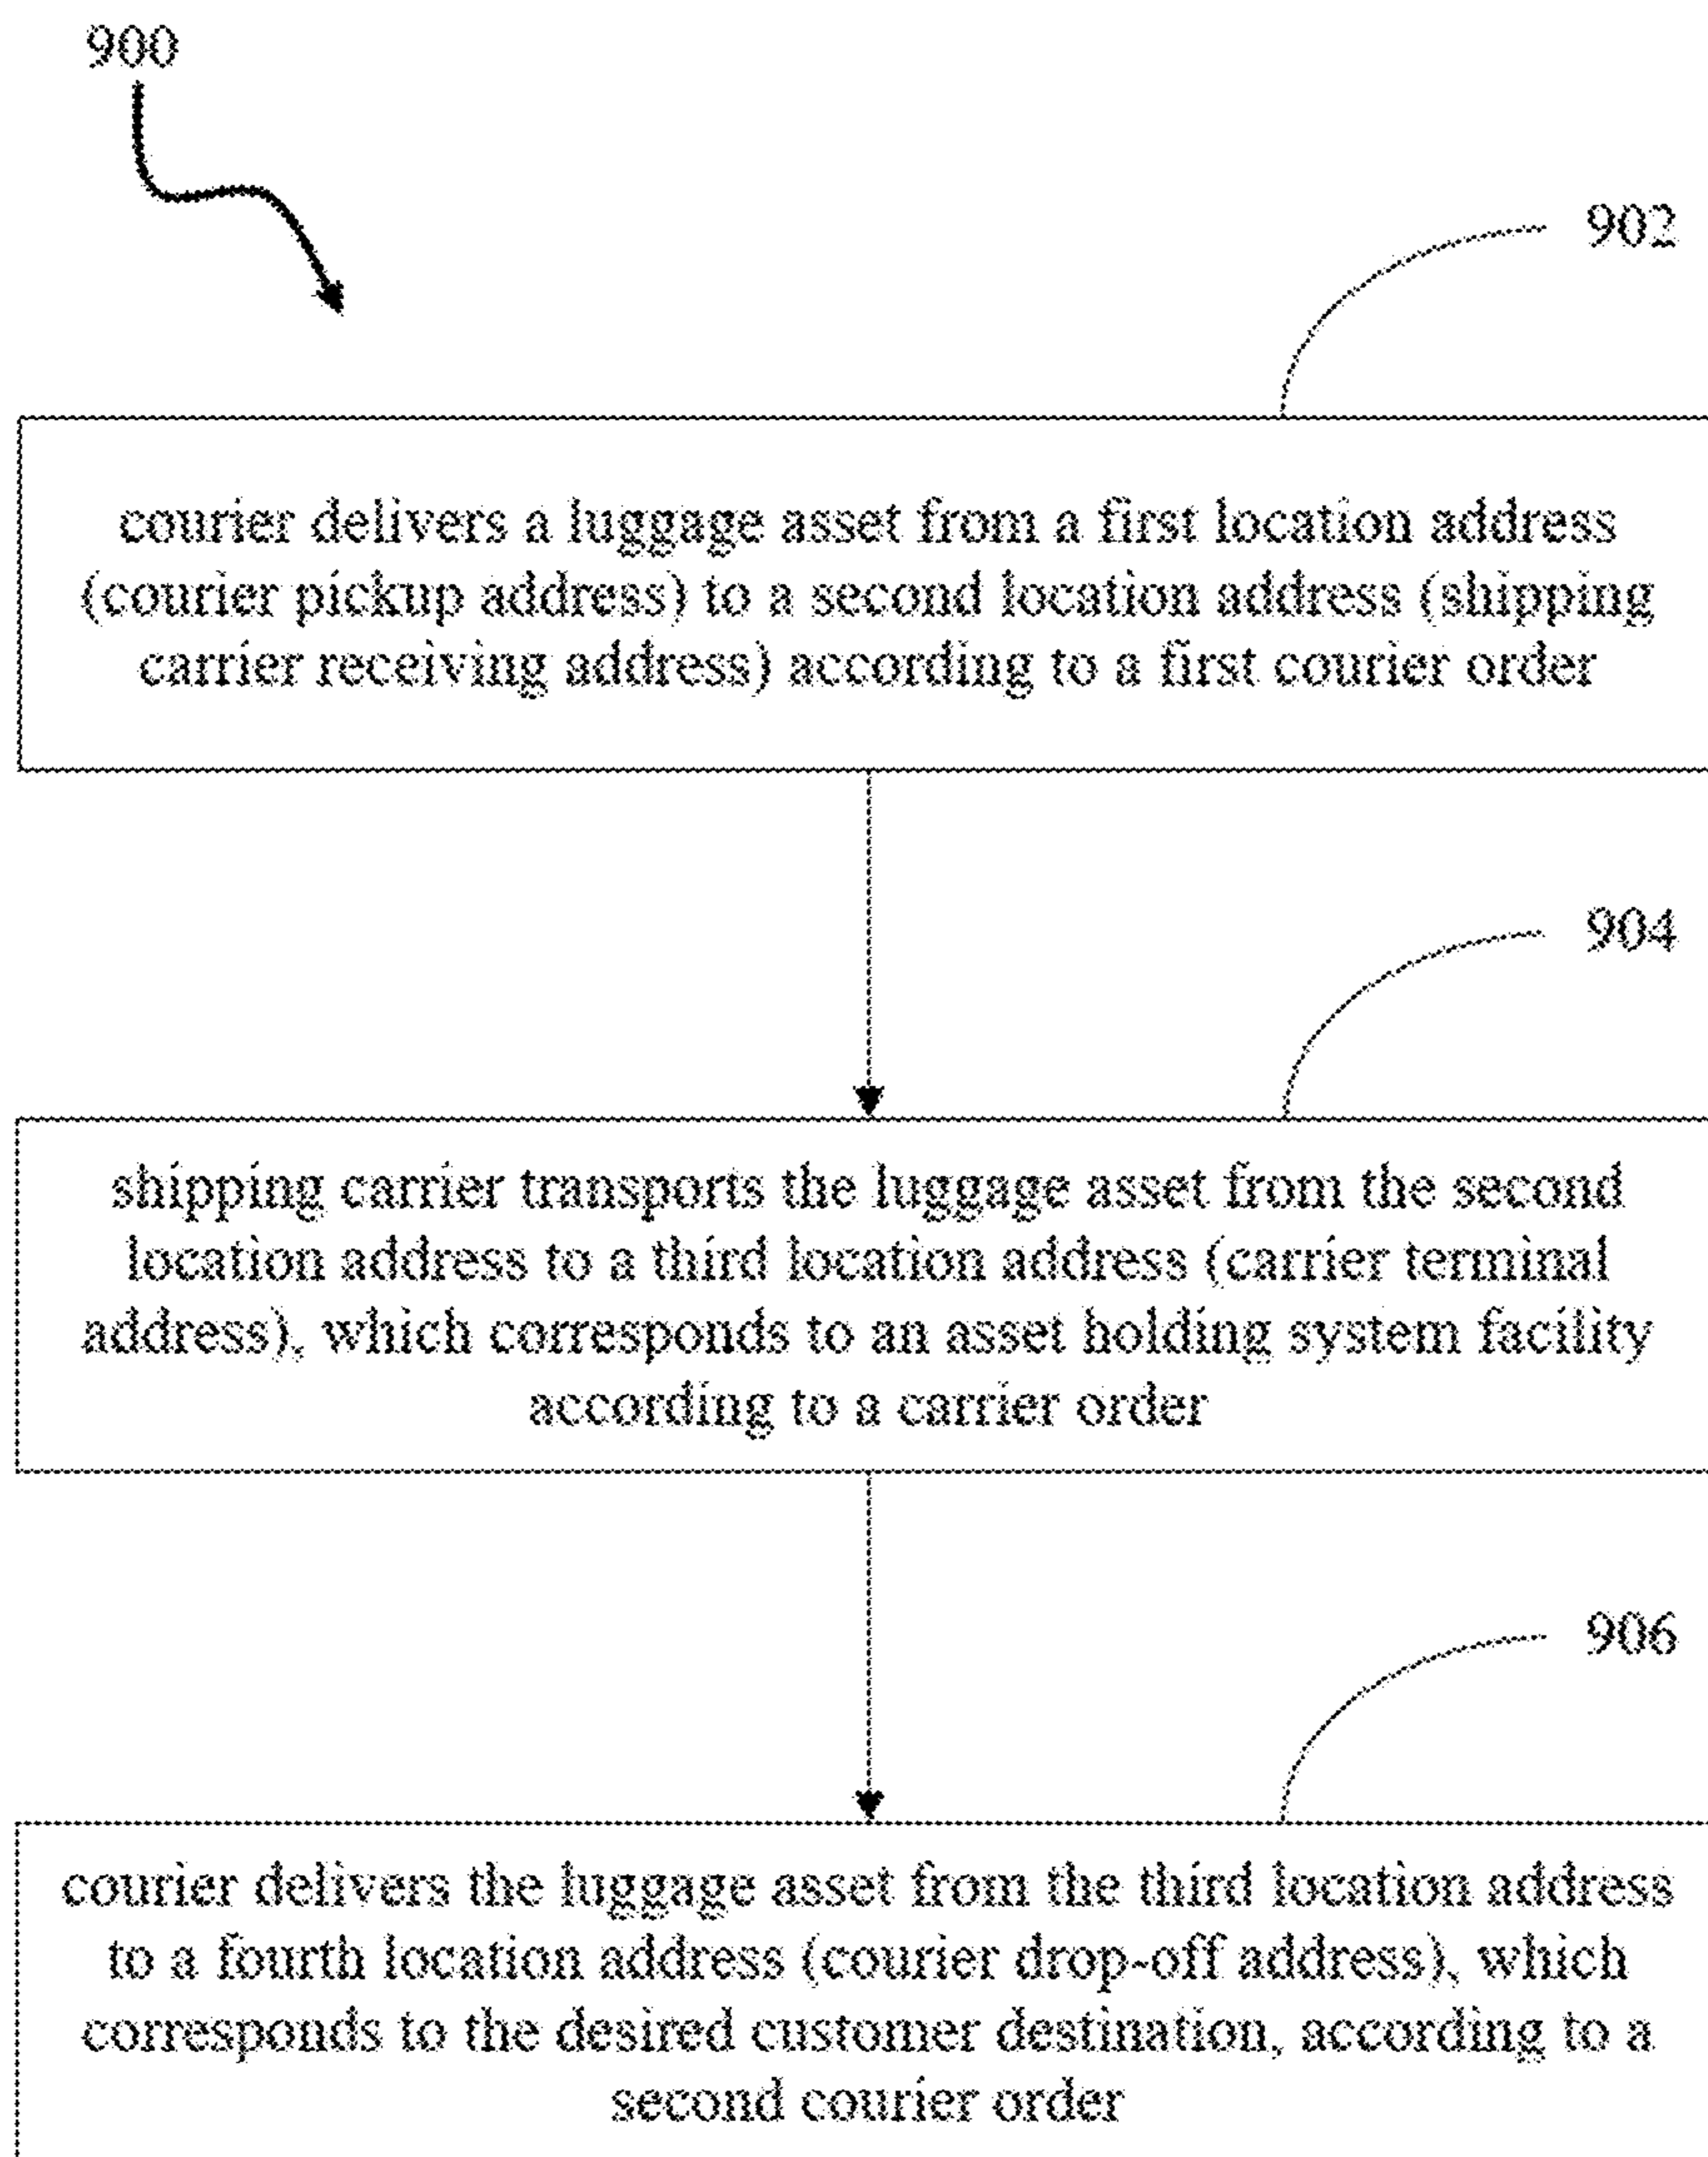 900
902
courier delivers a luggage asset from a first location address
(courier pickup address) to a second location address (shipping
carrier receiving address) according to a first courier order
904
shipping carrier transports the luggage asset from the second
location address to a third location address (carrier terminal
address), which corresponds to an asset holding system facility
according to a carrier order
906
courier delivers the luggage asset from the third location address
to a fourth location address (courier drop-off address), which
corresponds to the desired customer destination, according to a
second courier order